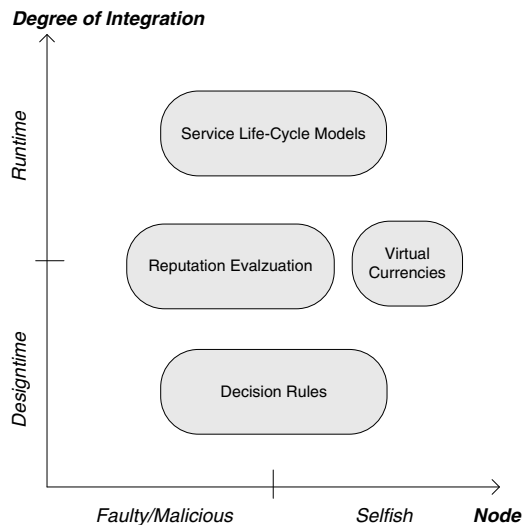 Degree of Integration
Runtime
Service Life-Cycle Models
Reputation Evalzuation
Virtual
Currencies
Designtime
Decision Rules
Faulty/Malicious
Selfish
Node